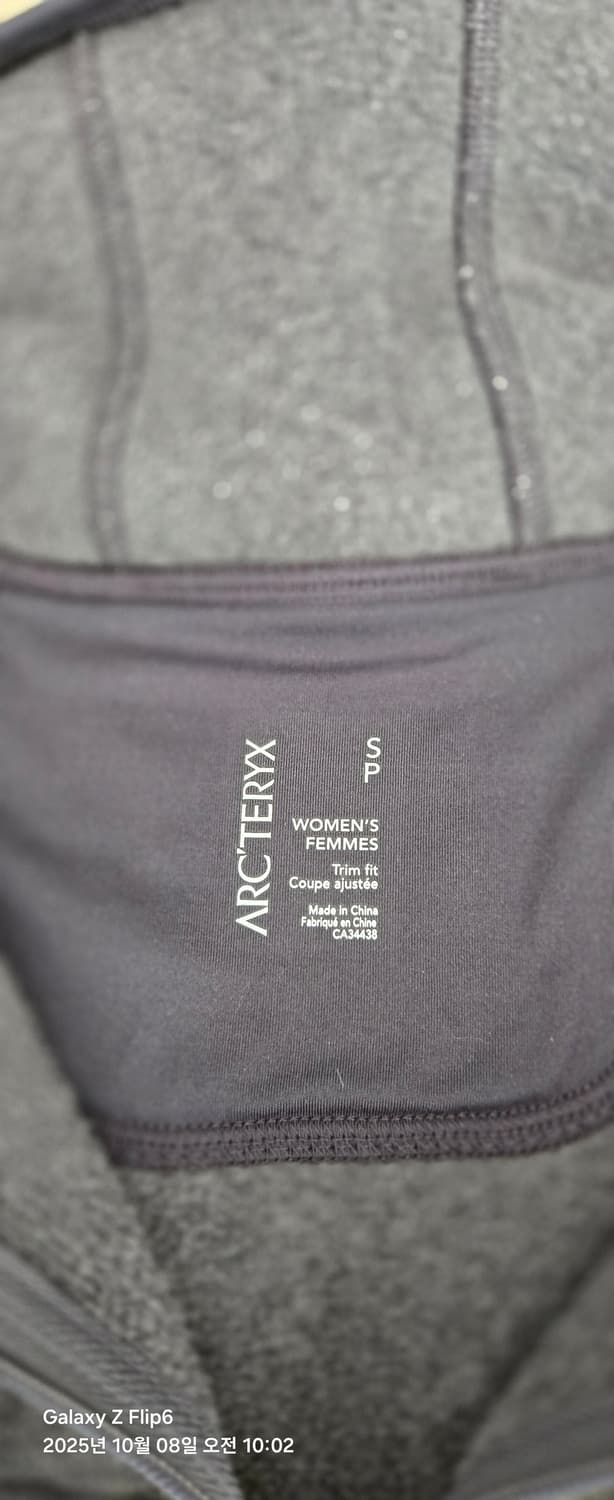 ARC'TERYX
S
P
WOMEN'S
FEMMES
Trim fit
Coupe ajustée
Made in China
Fabriqué en Chine
CA34438
Galaxy Z Flip6
2025년 10월 08일 오전 10:02